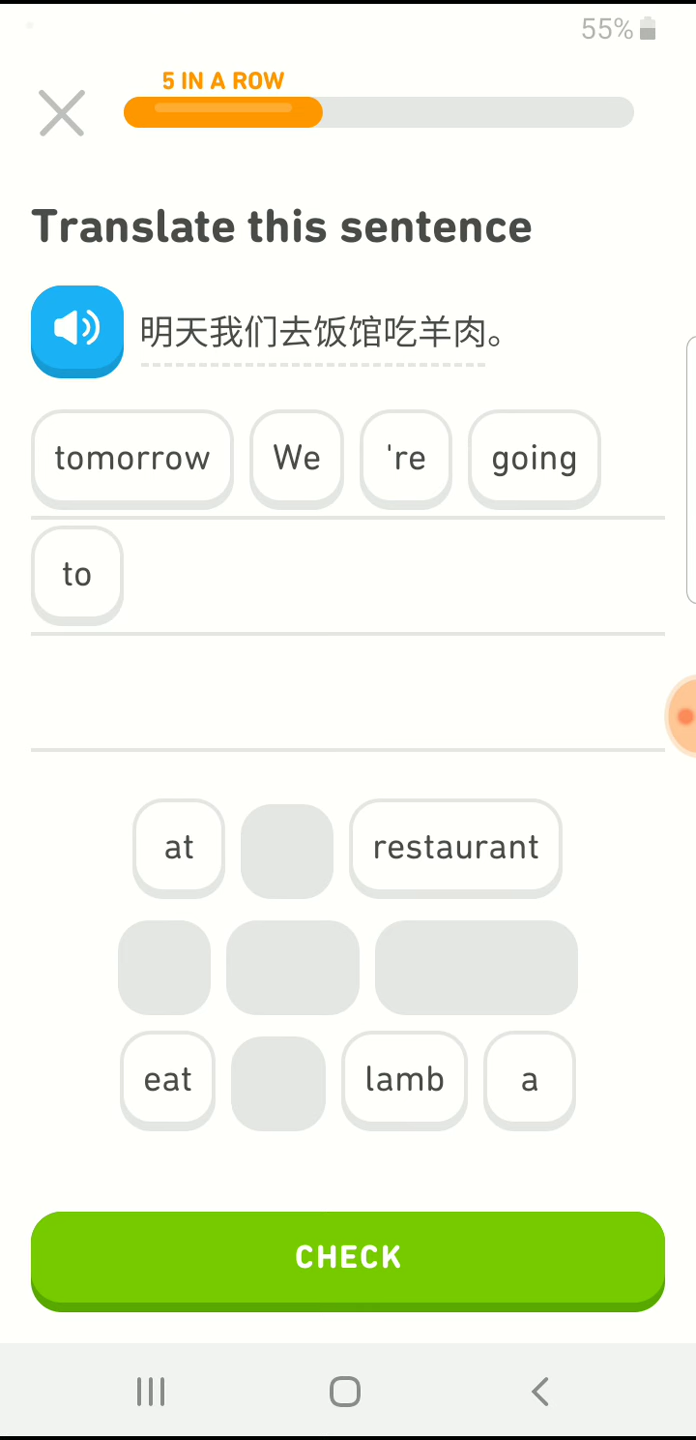 55%
5 IN A ROW
Translate this sentence
明天我们去饭馆吃羊肉。
tomorrow We 're going
to
at restaurant
eat lamb a
CHECK